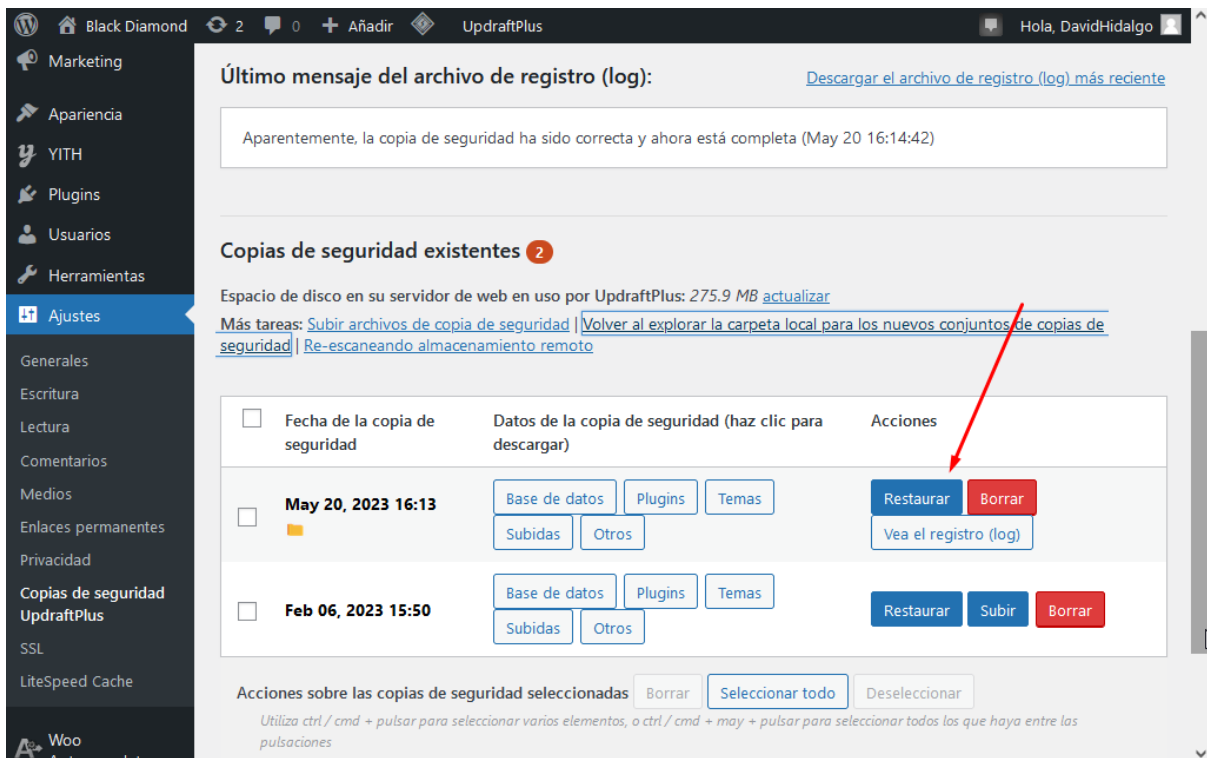 Black Diamond 2 0 + Añadir UpdraftPlus Hola, DavidHidalgo
Marketing
Apariencia
YITH
Plugins
Usuarios
Herramientas
Ajustes
Generales
Escritura
Lectura
Comentarios
Medios
Enlaces permanentes
Privacidad
Copias de seguridad
UpdraftPlus
SSL
LiteSpeed Cache
Woo
Último mensaje del archivo de registro (log):
Descargar el archivo de registro (log) más reciente
Aparentemente, la copia de seguridad ha sido correcta y ahora está completa (May 20 16:14:42)
Copias de seguridad existentes 2
Espacio de disco en su servidor de web en uso por UpdraftPlus: 275.9 MB actualizar
Más tareas: Subir archivos de copia de seguridad | Volver al explorar la carpeta local para los nuevos conjuntos de copias de
seguridad | Re-escaneando almacenamiento remoto
Fecha de la copia de
seguridad
Datos de la copia de seguridad (haz clic para
descargar)
Acciones
May 20, 2023 16:13
Base de datos Plugins Temas
Subidas Otros
Restaurar Borrar
Vea el registro (log)
Feb 06, 2023 15:50
Base de datos Plugins Temas
Subidas Otros
Restaurar Subir Borrar
Acciones sobre las copias de seguridad seleccionadas Borrar Seleccionar todo Deseleccionar
Utiliza ctrl / cmd + pulsar para seleccionar varios elementos, o ctrl / cmd + may + pulsar para seleccionar todos los que haya entre las
pulsaciones